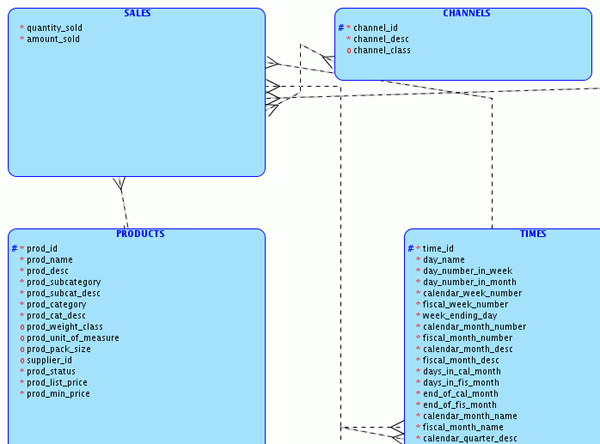 SALES
* quantity_sold
* amount_sold
CHANNELS
# * channel_id
* channel_desc
o channel_class
PRODUCTS
# * prod_id
* prod_name
* prod_desc
* prod_subcategory
* prod_subcat_desc
* prod_category
* prod_cat_desc
o prod_weight_class
o prod_unit_of_measure
o prod_pack_size
o supplier_id
* prod_status
* prod_list_price
* prod_min_price
TIMES
# * time_id
* day_name
* day_number_in_week
* day_number_in_month
* calendar_week_number
* fiscal_week_number
* week_ending_day
* calendar_month_number
* fiscal_month_number
* calendar_month_desc
* fiscal_month_desc
* days_in_cal_month
* days_in_fis_month
* end_of_cal_month
* end_of_fis_month
* calendar_month_name
* fiscal_month_name
* calendar_quarter_desc